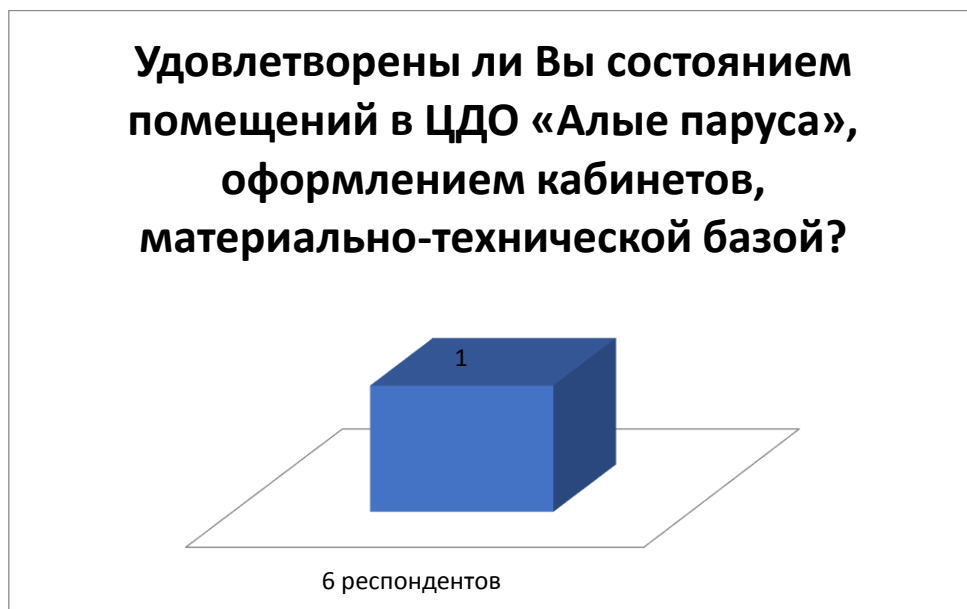 Удовлетворены ли Вы состоянием
помещений в ЦДО «Алые паруса»,
оформлением кабинетов,
материально-технической базой?
1
6 респондентов